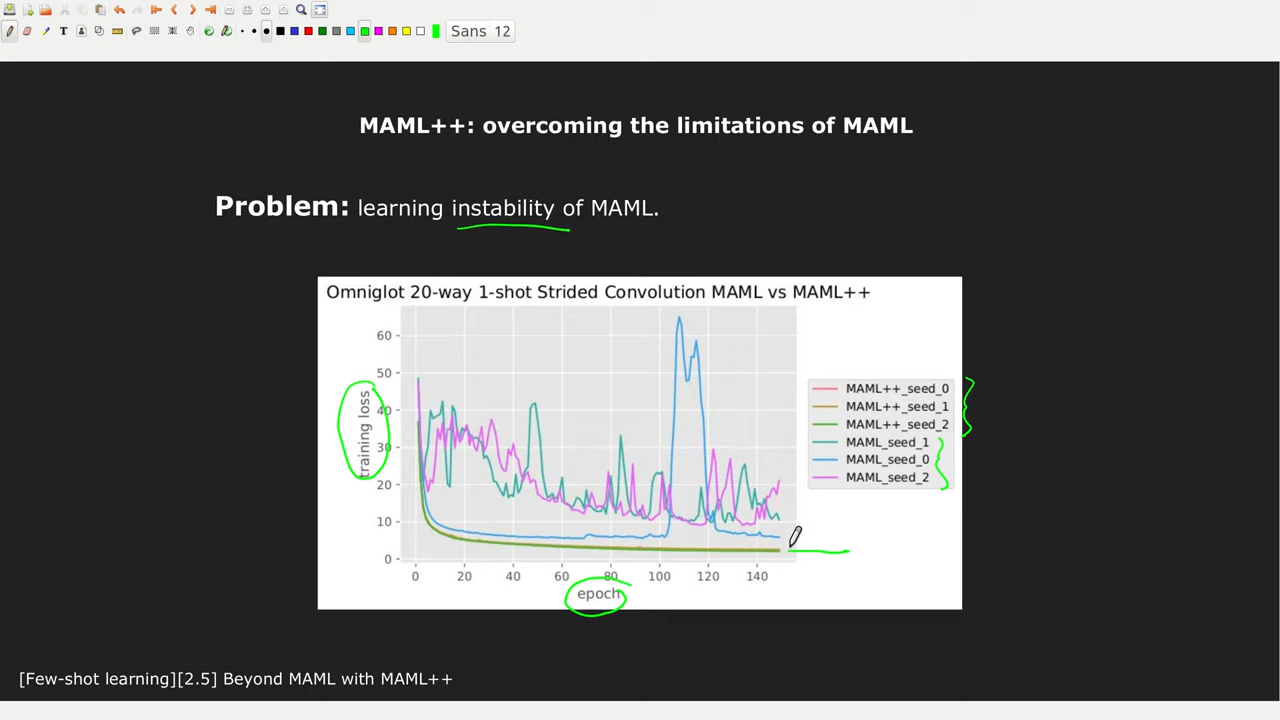 Sans 12
MAML++: overcoming the limitations of MAML
Problem: learning instability of MAML.
Omniglot 20-way 1-shot Strided Convolution MAML vs MAML++
training loss
60
50
40
30
20
10
0
0 20 40 60 80 100 120 140
epoch
MAML++_seed_0
MAML++_seed_1
MAML++_seed_2
MAML_seed_1
MAML_seed_0
MAML_seed_2
[Few-shot learning][2.5] Beyond MAML with MAML++